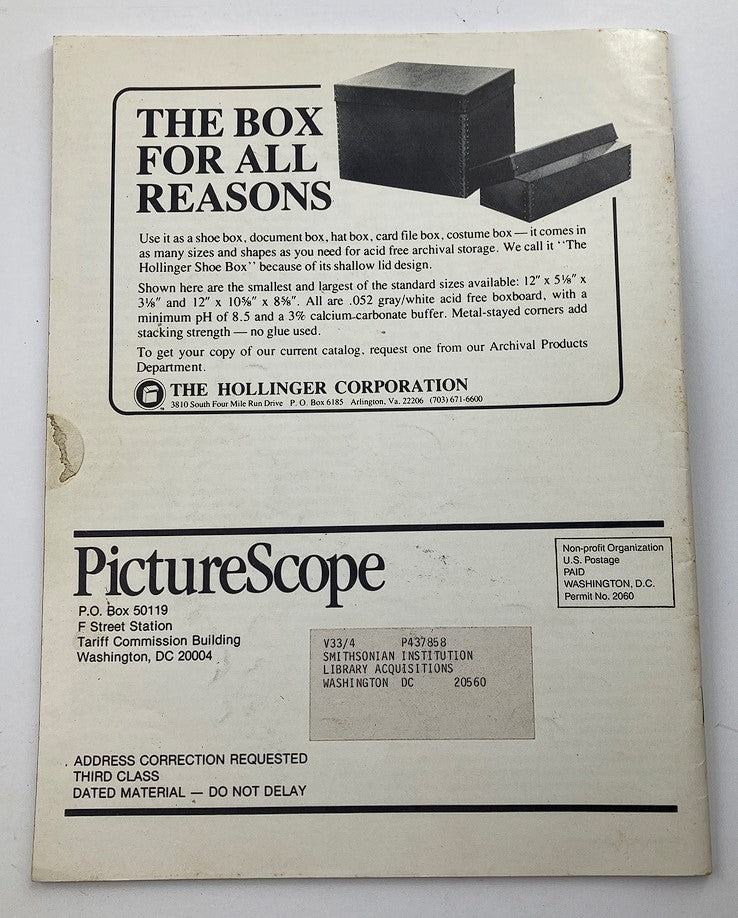 THE BOX
FOR ALL
REASONS
Use it as a shoe box, document box, hat box, card file box, costume box — it comes in
as many sizes and shapes as you need for acid free archival storage. We call it ‘‘The
Hollinger Shoe Box’’ because of its shallow lid design.
Shown here are the smallest and largest of the standard sizes available: 12″ x 5⅛″ x
3⅛″ and 12″ x 10⅝″ x 8⅝″. All are .052 gray/white acid free boxboard, with a
minimum pH of 8.5 and a 3% calcium-carbonate buffer. Metal-stayed corners add
stacking strength — no glue used.
To get your copy of our current catalog, request one from our Archival Products
Department.
THE HOLLINGER CORPORATION
3810 South Four Mile Run Drive P. O. Box 6185 Arlington, Va. 22206 (703) 671-6600
PictureScope
P.O. Box 50119
F Street Station
Tariff Commission Building
Washington, DC 20004
Non-profit Organization
U.S. Postage
PAID
WASHINGTON, D.C.
Permit No. 2060
V33/4 P437858
SMITHSONIAN INSTITUTION
LIBRARY ACQUISITIONS
WASHINGTON DC 20560
ADDRESS CORRECTION REQUESTED
THIRD CLASS
DATED MATERIAL — DO NOT DELAY